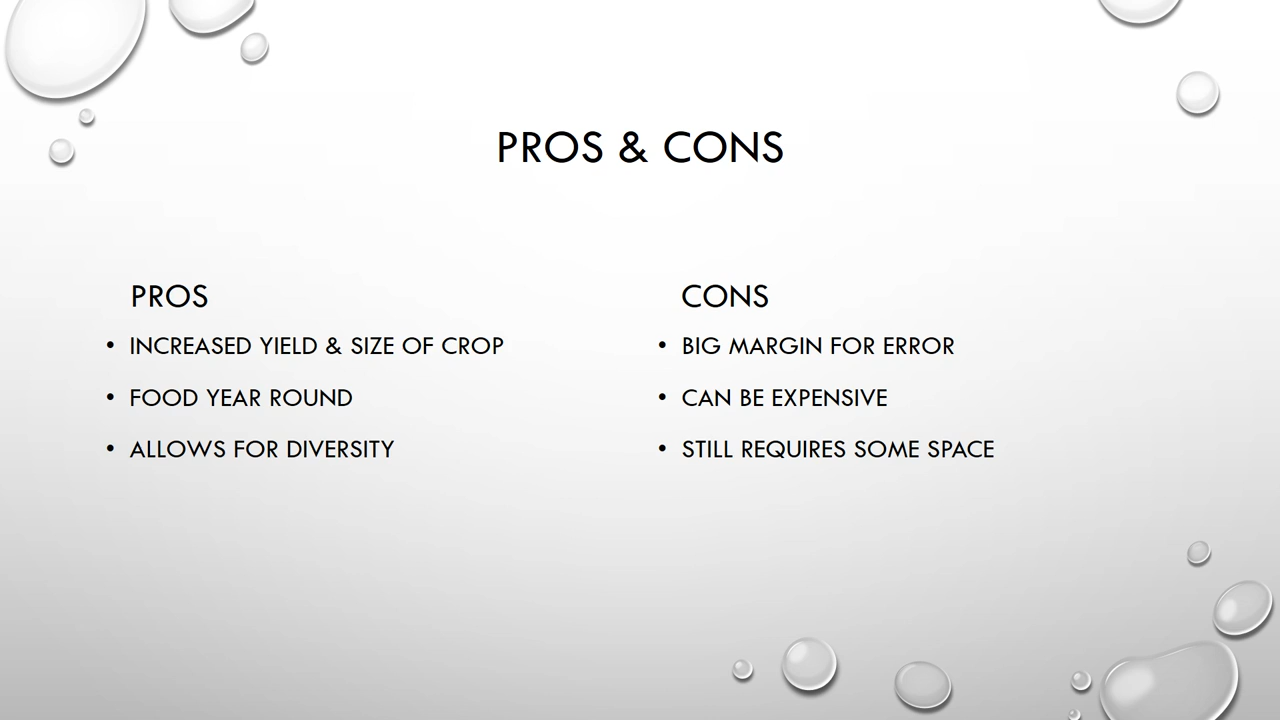 PROS & CONS
PROS
• INCREASED YIELD & SIZE OF CROP
• FOOD YEAR ROUND
• ALLOWS FOR DIVERSITY
CONS
• BIG MARGIN FOR ERROR
• CAN BE EXPENSIVE
• STILL REQUIRES SOME SPACE